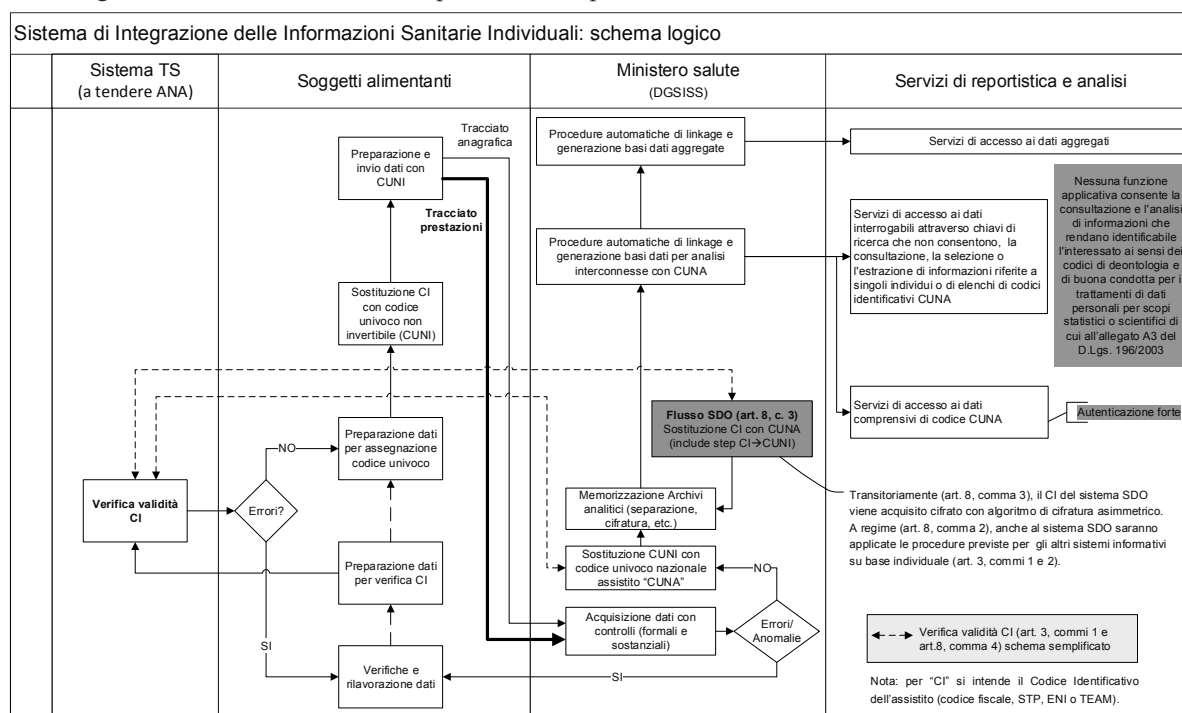 Sistema di Integrazione delle Informazioni Sanitarie Individuali: schema logico
Sistema TS
(a tendere ANA)
Soggetti alimentanti
Ministero salute
(DGSISS)
Servizi di reportistica e analisi
Tracciato
anagrafica
Preparazione e
invio dati con
CUNI
Tracciato
prestazioni
Sostituzione CI
con codice
univoco non
invertibile (CUNI)
Preparazione dati
per assegnazione
codice univoco
NO
Errori?
Verifica validità
CI
Preparazione dati
per verifica CI
SI
Verifiche e
rilavorazione dati
Procedure automatiche di linkage e
generazione basi dati aggregate
Procedure automatiche di linkage e
generazione basi dati per analisi
interconnesse con CUNA
Flusso SDO (art. 8, c. 3)
Sostituzione CI con CUNA
(include step CI→CUNI)
Memorizzazione Archivi
analitici (separazione,
cifratura, etc.)
Sostituzione CUNI con
codice univoco nazionale
assistito “CUNA”
NO
Acquisizione dati con
controlli (formali e
sostanziali)
Errori/
Anomalie
SI
Servizi di accesso ai dati aggregati
Servizi di accesso ai dati
interrogabili attraverso chiavi di
ricerca che non consentono, la
consultazione, la selezione o
l'estrazione di informazioni riferite a
singoli individui o di elenchi di codici
identificativi CUNA
Nessuna funzione
applicativa consente la
consultazione e l'analisi
di informazioni che
rendano identificabile
l'interessato ai sensi dei
codici di deontologia e
di buona condotta per i
trattamenti di dati
personali per scopi
statistici o scientifici di
cui all'allegato A3 del
D.Lgs. 196/2003
Servizi di accesso ai dati
comprensivi di codice CUNA
Autenticazione forte
Transitoriamente (art. 8, comma 3), il CI del sistema SDO
viene acquisito cifrato con algoritmo di cifratura asimmetrico.
A regime (art. 8, comma 2), anche al sistema SDO saranno
applicate le procedure previste per gli altri sistemi informativi
su base individuale (art. 3, commi 1 e 2).
Verifica validità CI (art. 3, commi 1 e
art.8, comma 4) schema semplificato
Nota: per “CI” si intende il Codice Identificativo
dell'assistito (codice fiscale, STP, ENI o TEAM).